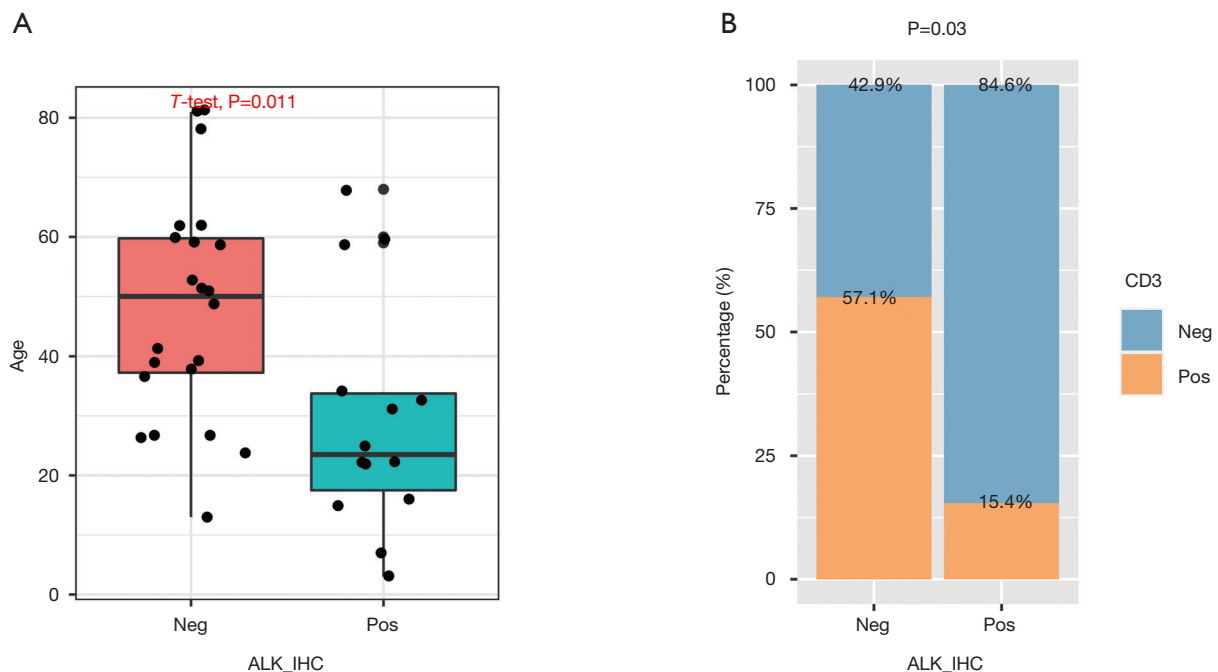 A
T-test, P=0.011
80
60
40
20
0
Age
Neg
Pos
ALK_IHC
B
P=0.03
100
75
50
25
0
Percentage (%)
42.9%
84.6%
57.1%
15.4%
Neg
Pos
ALK_IHC
CD3
Neg
Pos